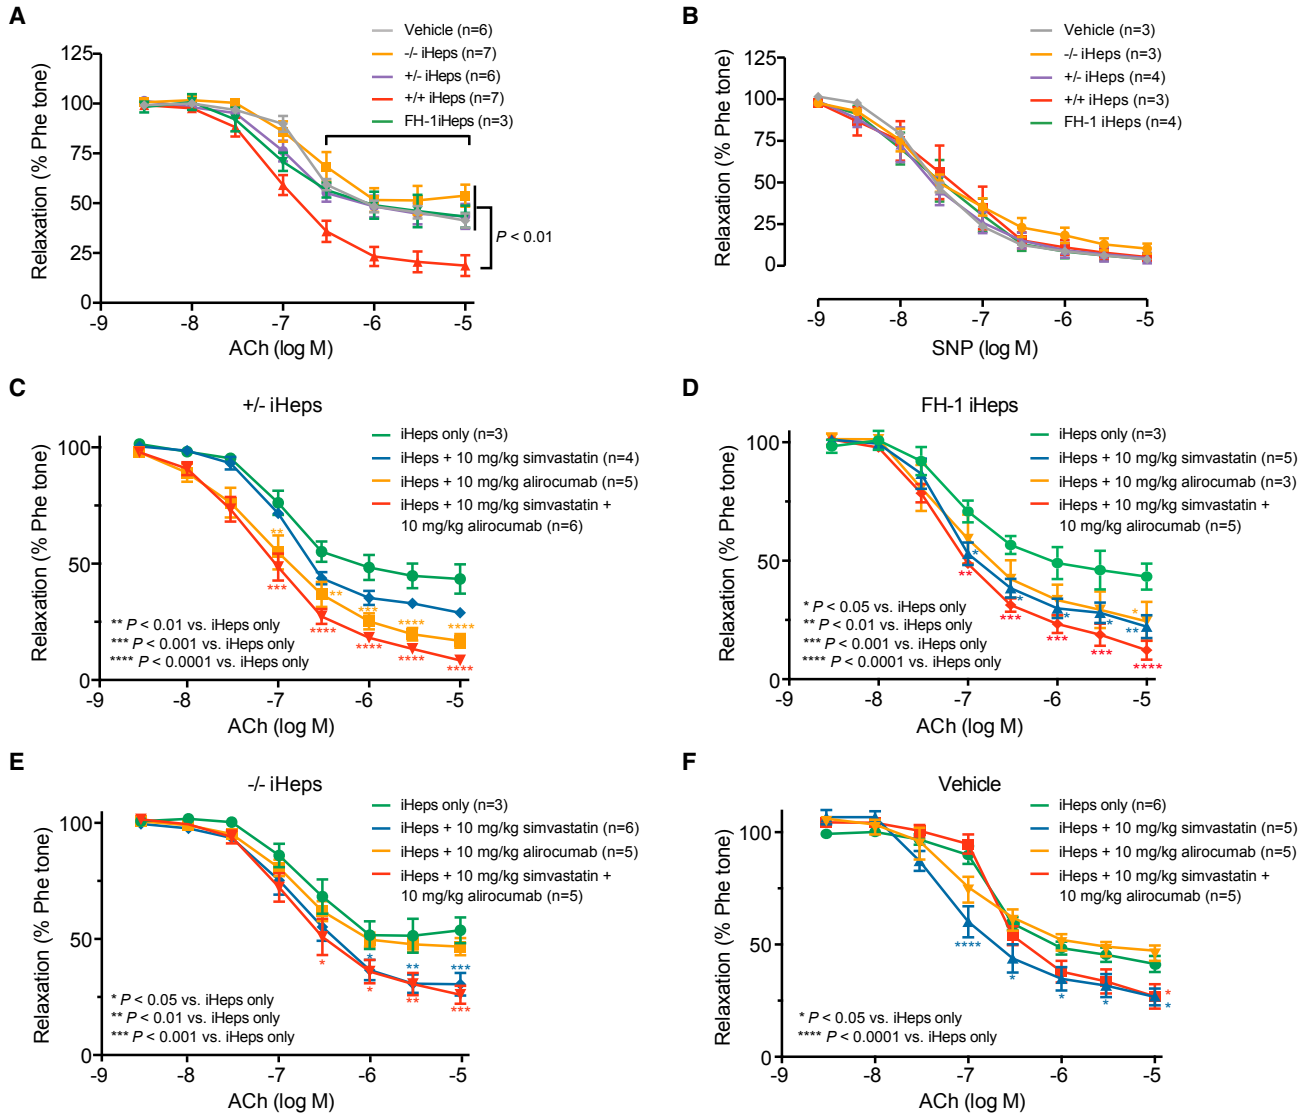 A
Vehicle (n=6)
-/- iHeps (n=7)
+/- iHeps (n=6)
+/+ iHeps (n=7)
FH-1iHeps (n=3)
Relaxation (% Phe tone)
125
100
75
50
25
0
P < 0.01
-9 -8 -7 -6 -5
ACh (log M)
B
Vehicle (n=3)
-/- iHeps (n=3)
+/- iHeps (n=4)
+/+ iHeps (n=3)
FH-1 iHeps (n=4)
Relaxation (% Phe tone)
125
100
75
50
25
0
-9 -8 -7 -6 -5
SNP (log M)
C
+/- iHeps
iHeps only (n=3)
iHeps + 10 mg/kg simvastatin (n=4)
iHeps + 10 mg/kg alirocumab (n=5)
iHeps + 10 mg/kg simvastatin +
10 mg/kg alirocumab (n=6)
Relaxation (% Phe tone)
100
50
0
** P < 0.01 vs. iHeps only
*** P < 0.001 vs. iHeps only
**** P < 0.0001 vs. iHeps only
-9 -8 -7 -6 -5
ACh (log M)
D
FH-1 iHeps
iHeps only (n=3)
iHeps + 10 mg/kg simvastatin (n=5)
iHeps + 10 mg/kg alirocumab (n=3)
iHeps + 10 mg/kg simvastatin +
10 mg/kg alirocumab (n=5)
Relaxation (% Phe tone)
100
50
0
* P < 0.05 vs. iHeps only
** P < 0.01 vs. iHeps only
*** P < 0.001 vs. iHeps only
**** P < 0.0001 vs. iHeps only
-9 -8 -7 -6 -5
ACh (log M)
E
-/- iHeps
iHeps only (n=3)
iHeps + 10 mg/kg simvastatin (n=6)
iHeps + 10 mg/kg alirocumab (n=5)
iHeps + 10 mg/kg simvastatin +
10 mg/kg alirocumab (n=5)
Relaxation (% Phe tone)
100
50
0
* P < 0.05 vs. iHeps only
** P < 0.01 vs. iHeps only
*** P < 0.001 vs. iHeps only
-9 -8 -7 -6 -5
ACh (log M)
F
Vehicle
iHeps only (n=6)
iHeps + 10 mg/kg simvastatin (n=5)
iHeps + 10 mg/kg alirocumab (n=5)
iHeps + 10 mg/kg simvastatin +
10 mg/kg alirocumab (n=5)
Relaxation (% Phe tone)
100
50
0
* P < 0.05 vs. iHeps only
**** P < 0.0001 vs. iHeps only
-9 -8 -7 -6 -5
ACh (log M)